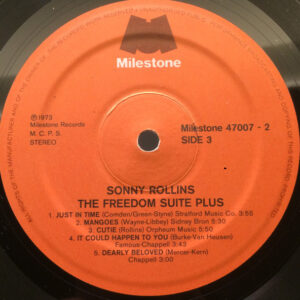 Milestone
℗1973
Milestone Records
M. C. P. S.
STEREO
Milestone 47007 - 2
SIDE 3
SONNY ROLLINS
THE FREEDOM SUITE PLUS
1. JUST IN TIME (Comden/Green-Styne) Stratford Music Co. 3:55
2. MANGOES (Wayne-Libbey) Sidney Bron 5:30
3. CUTIE (Rollins) Orpheum Music 5:50
4. IT COULD HAPPEN TO YOU (Burke-Van Heusen)
Famous-Chappell 3:43
5. DEARLY BELOVED (Mercer-Kern)
Chappell 3:00